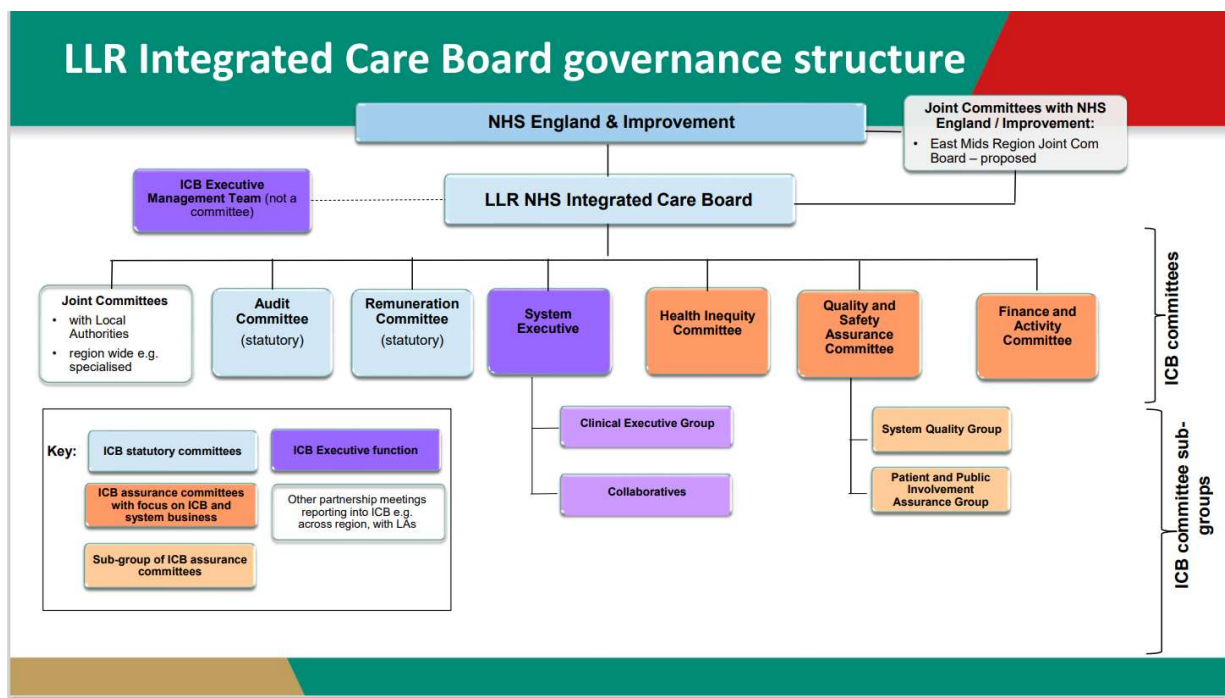 LLR Integrated Care Board governance structure
NHS England & Improvement
Joint Committees with NHS
England / Improvement:
• East Mids Region Joint Com
Board – proposed
ICB Executive
Management Team (not a
committee)
LLR NHS Integrated Care Board
Joint Committees
• with Local
Authorities
• region wide e.g.
specialised
Audit
Committee
(statutory)
Remuneration
Committee
(statutory)
System
Executive
Health Inequity
Committee
Quality and
Safety
Assurance
Committee
Finance and
Activity
Committee
ICB committees
Clinical Executive Group
Collaboratives
System Quality Group
Patient and Public
Involvement
Assurance Group
ICB committee sub-
groups
Key:
ICB statutory committees
ICB Executive function
ICB assurance committees
with focus on ICB and
system business
Other partnership meetings
reporting into ICB e.g.
across region, with LAs
Sub-group of ICB assurance
committees